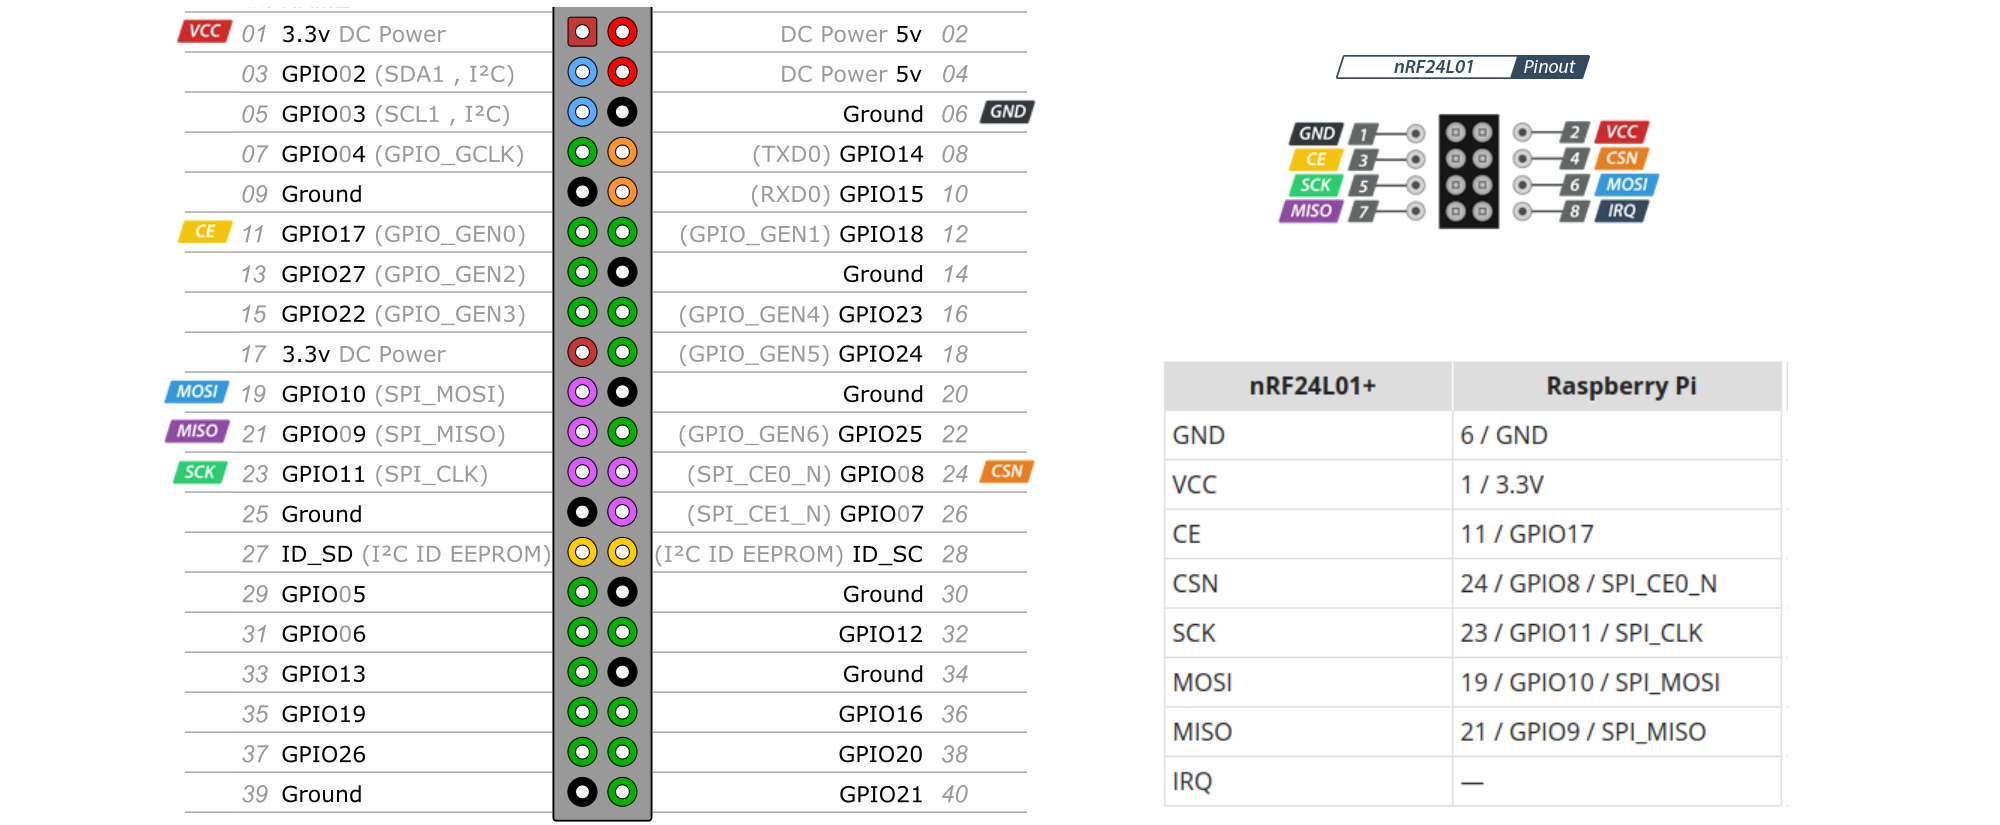 VCC 01 3.3v DC Power DC Power 5v 02
03 GPIO02 (SDA1 , I²C) DC Power 5v 04
05 GPIO03 (SCL1 , I²C) Ground 06 GND
07 GPIO04 (GPIO_GCLK) (TXD0) GPIO14 08
09 Ground (RXD0) GPIO15 10
CE 11 GPIO17 (GPIO_GEN0) (GPIO_GEN1) GPIO18 12
13 GPIO27 (GPIO_GEN2) Ground 14
15 GPIO22 (GPIO_GEN3) (GPIO_GEN4) GPIO23 16
17 3.3v DC Power (GPIO_GEN5) GPIO24 18
MOSI 19 GPIO10 (SPI_MOSI) Ground 20
MISO 21 GPIO09 (SPI_MISO) (GPIO_GEN6) GPIO25 22
SCK 23 GPIO11 (SPI_CLK) (SPI_CE0_N) GPIO08 24 CSN
25 Ground (SPI_CE1_N) GPIO07 26
27 ID_SD (I²C ID EEPROM) (I²C ID EEPROM) ID_SC 28
29 GPIO05 Ground 30
31 GPIO06 GPIO12 32
33 GPIO13 Ground 34
35 GPIO19 GPIO16 36
37 GPIO26 GPIO20 38
39 Ground GPIO21 40
nRF24L01 Pinout
GND 1 2 VCC
CE 3 4 CSN
SCK 5 6 MOSI
MISO 7 8 IRQ
nRF24L01+ Raspberry Pi
GND 6 / GND
VCC 1 / 3.3V
CE 11 / GPIO17
CSN 24 / GPIO8 / SPI_CE0_N
SCK 23 / GPIO11 / SPI_CLK
MOSI 19 / GPIO10 / SPI_MOSI
MISO 21 / GPIO9 / SPI_MISO
IRQ —